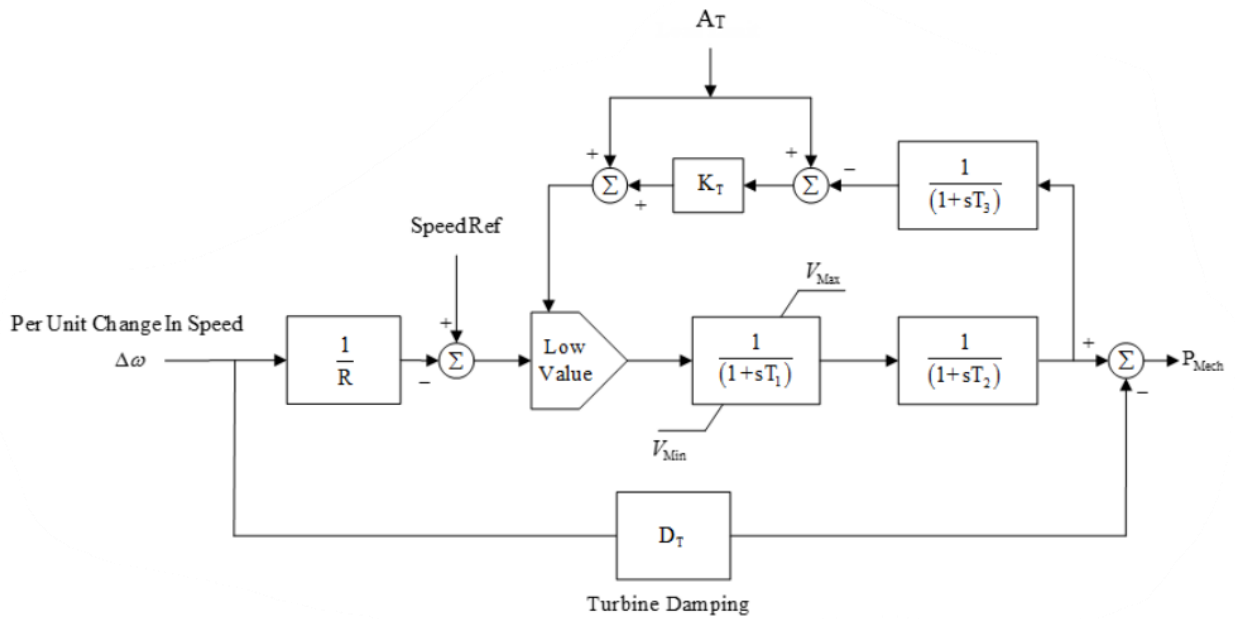 A_T
+
+
+
−
K_T
Σ
Σ
1
(1+sT_3)
SpeedRef
V_Max
Per Unit Change In Speed
Δω
1
R
+
−
Σ
Low
Value
1
(1+sT_1)
1
(1+sT_2)
+
−
Σ
P_Mech
V_Min
D_T
Turbine Damping